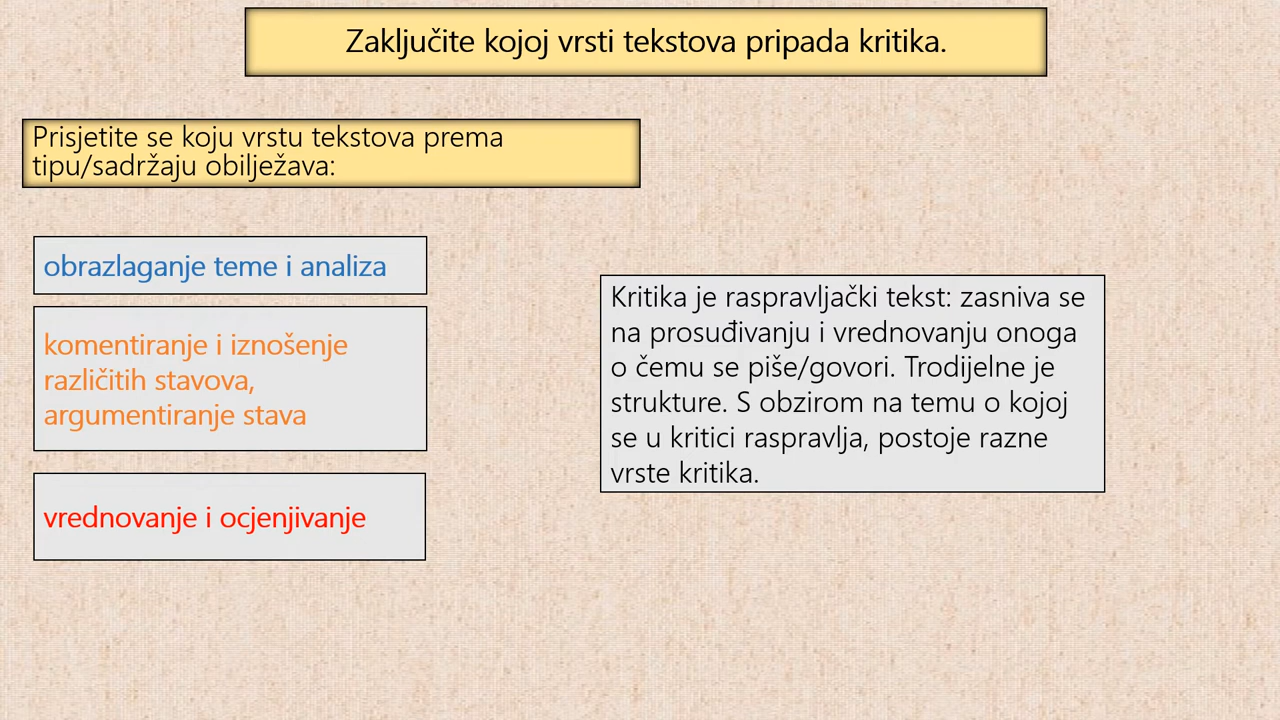 Zaključite kojoj vrsti tekstova pripada kritika.
Prisjetite se koju vrstu tekstova prema
tipu/sadržaju obilježava:
obrazlaganje teme i analiza
komentiranje i iznošenje
različitih stavova,
argumentiranje stava
vrednovanje i ocjenjivanje
Kritika je raspravljački tekst: zasniva se
na prosuđivanju i vrednovanju onoga
o čemu se piše/govori. Trodijelne je
strukture. S obzirom na temu o kojoj
se u kritici raspravlja, postoje razne
vrste kritika.